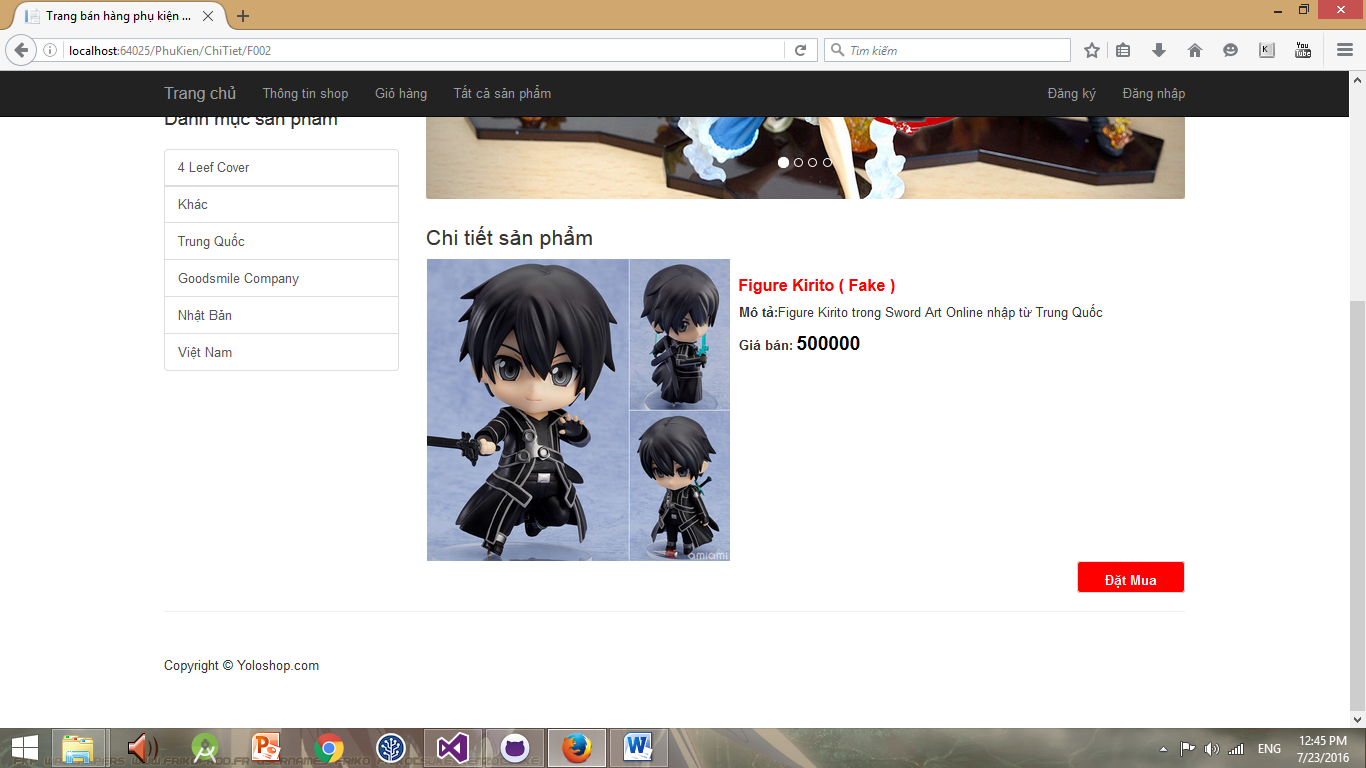 Trang bán hàng phụ kiện ...
localhost:64025/PhuKien/ChiTiet/F002
Tìm kiếm
You Tube
Trang chủ
Thông tin shop
Giỏ hàng
Tất cả sản phẩm
Đăng ký
Đăng nhập
Danh mục sản phẩm
4 Leef Cover
Khác
Trung Quốc
Goodsmile Company
Nhật Bản
Việt Nam
Chi tiết sản phẩm
Figure Kirito ( Fake )
Mô tả:Figure Kirito trong Sword Art Online nhập từ Trung Quốc
Giá bán: 500000
amiami
Đặt Mua
Copyright © Yoloshop.com
ENG
12:45 PM
7/23/2016